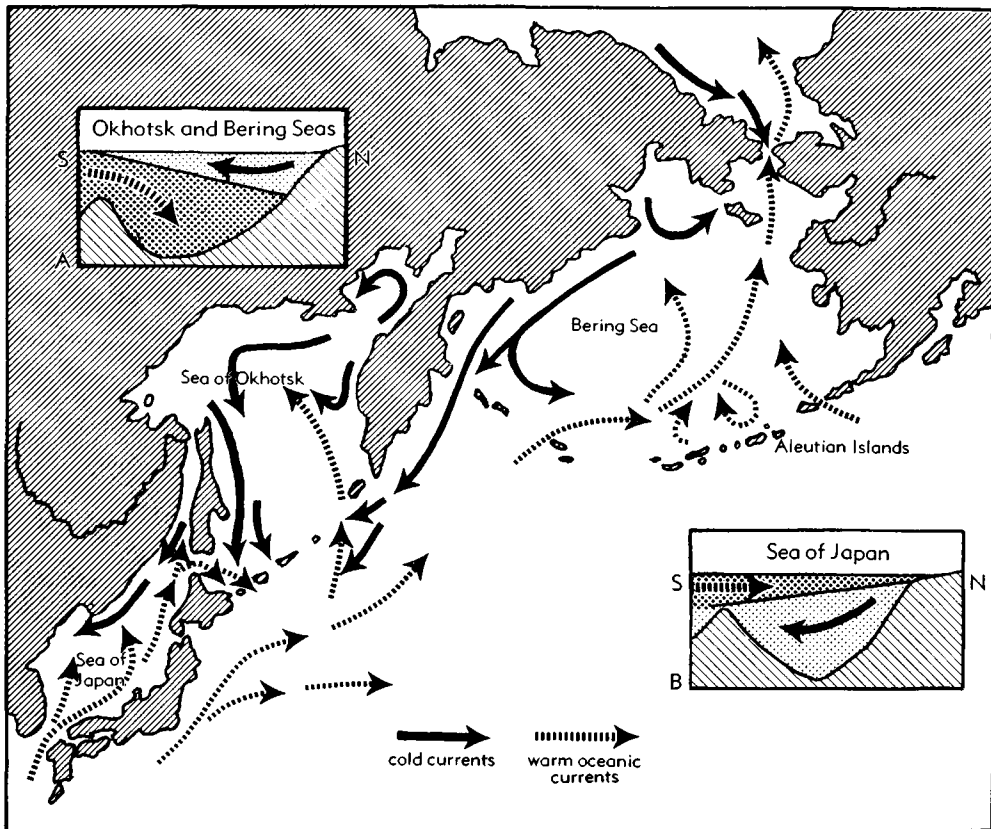 Okhotsk and Bering Seas
S N
A
Bering Sea
Sea of Okhotsk
Aleutian Islands
Sea of Japan
S N
B
Sea of
Japan
cold currents
warm oceanic
currents